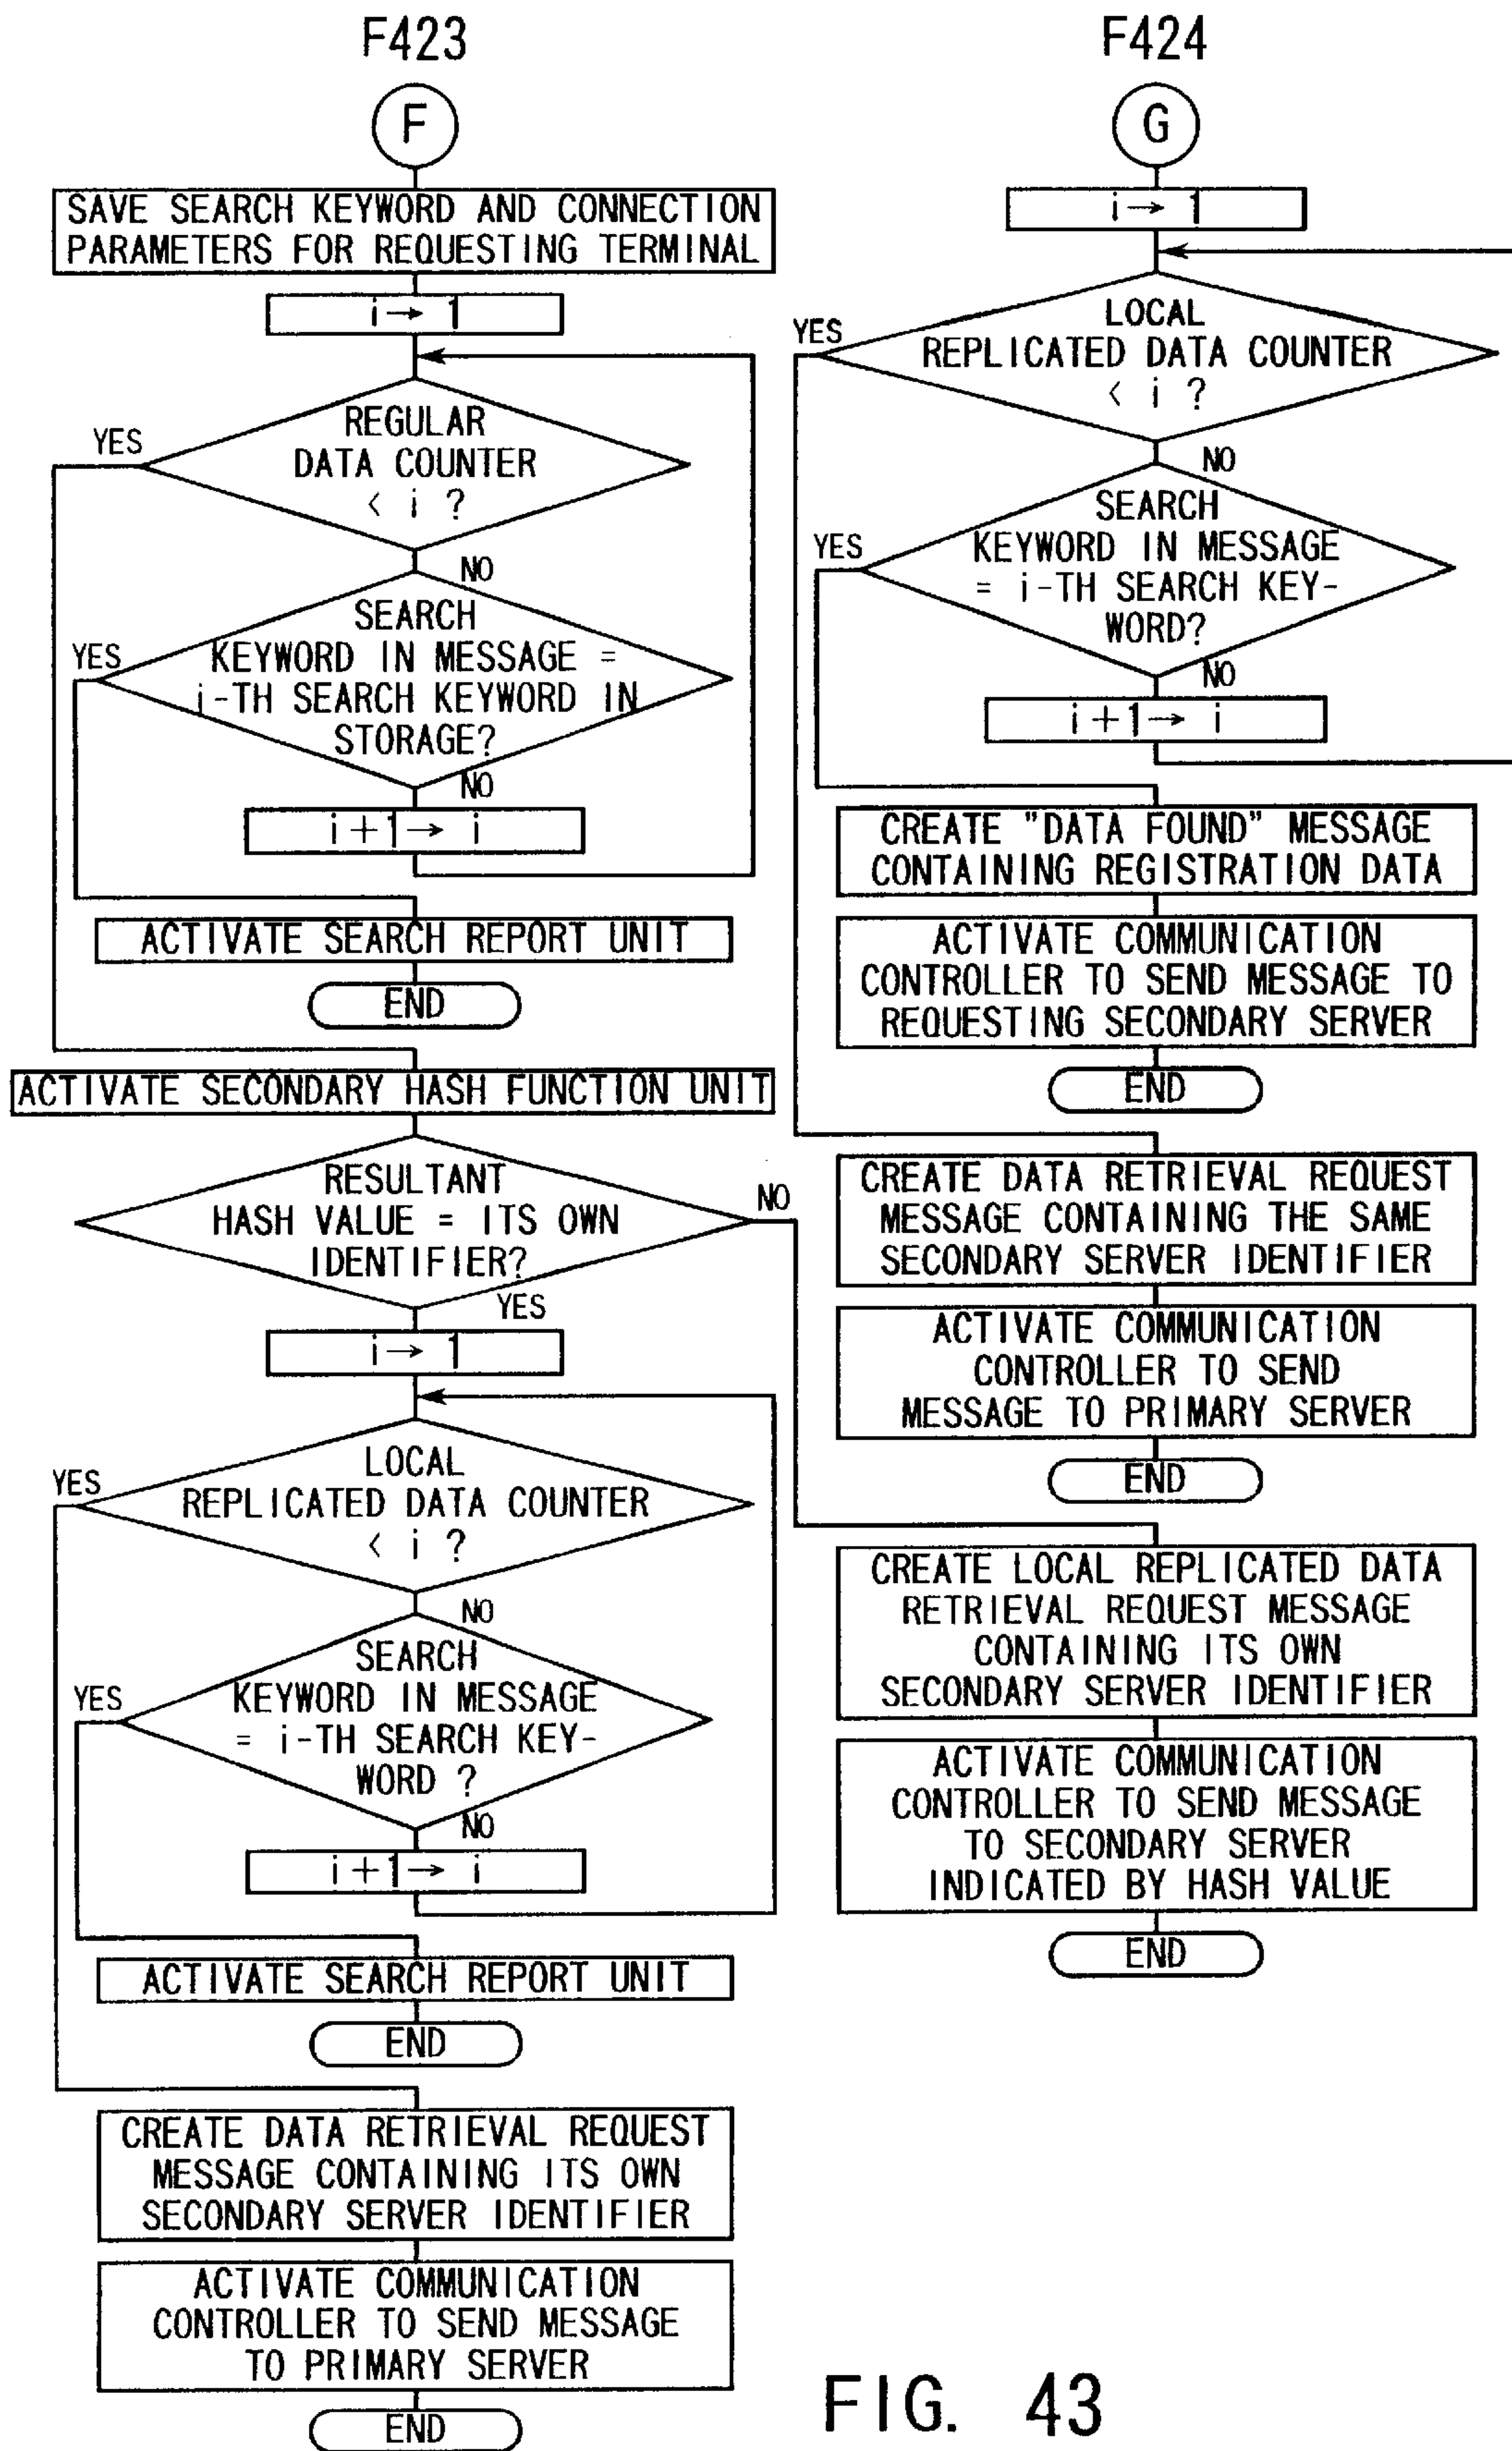 F423
F
SAVE SEARCH KEYWORD AND CONNECTION
PARAMETERS FOR REQUESTING TERMINAL
i → 1
REGULAR
DATA COUNTER
< i ?
YES
NO
SEARCH
KEYWORD IN MESSAGE =
i-TH SEARCH KEYWORD IN
STORAGE?
YES
NO
i + 1 → i
ACTIVATE SEARCH REPORT UNIT
END
ACTIVATE SECONDARY HASH FUNCTION UNIT
RESULTANT
HASH VALUE = ITS OWN
IDENTIFIER?
NO
YES
i → 1
LOCAL
REPLICATED DATA COUNTER
< i ?
YES
NO
SEARCH
KEYWORD IN MESSAGE
= i-TH SEARCH KEY-
WORD ?
YES
NO
i + 1 → i
ACTIVATE SEARCH REPORT UNIT
END
CREATE DATA RETRIEVAL REQUEST
MESSAGE CONTAINING ITS OWN
SECONDARY SERVER IDENTIFIER
ACTIVATE COMMUNICATION
CONTROLLER TO SEND MESSAGE
TO PRIMARY SERVER
END
F424
G
i → 1
LOCAL
REPLICATED DATA COUNTER
< i ?
YES
NO
SEARCH
KEYWORD IN MESSAGE
= i-TH SEARCH KEY-
WORD?
YES
NO
i + 1 → i
CREATE "DATA FOUND" MESSAGE
CONTAINING REGISTRATION DATA
ACTIVATE COMMUNICATION
CONTROLLER TO SEND MESSAGE TO
REQUESTING SECONDARY SERVER
END
CREATE DATA RETRIEVAL REQUEST
MESSAGE CONTAINING THE SAME
SECONDARY SERVER IDENTIFIER
ACTIVATE COMMUNICATION
CONTROLLER TO SEND
MESSAGE TO PRIMARY SERVER
END
CREATE LOCAL REPLICATED DATA
RETRIEVAL REQUEST MESSAGE
CONTAINING ITS OWN
SECONDARY SERVER IDENTIFIER
ACTIVATE COMMUNICATION
CONTROLLER TO SEND MESSAGE
TO SECONDARY SERVER
INDICATED BY HASH VALUE
END
FIG. 43